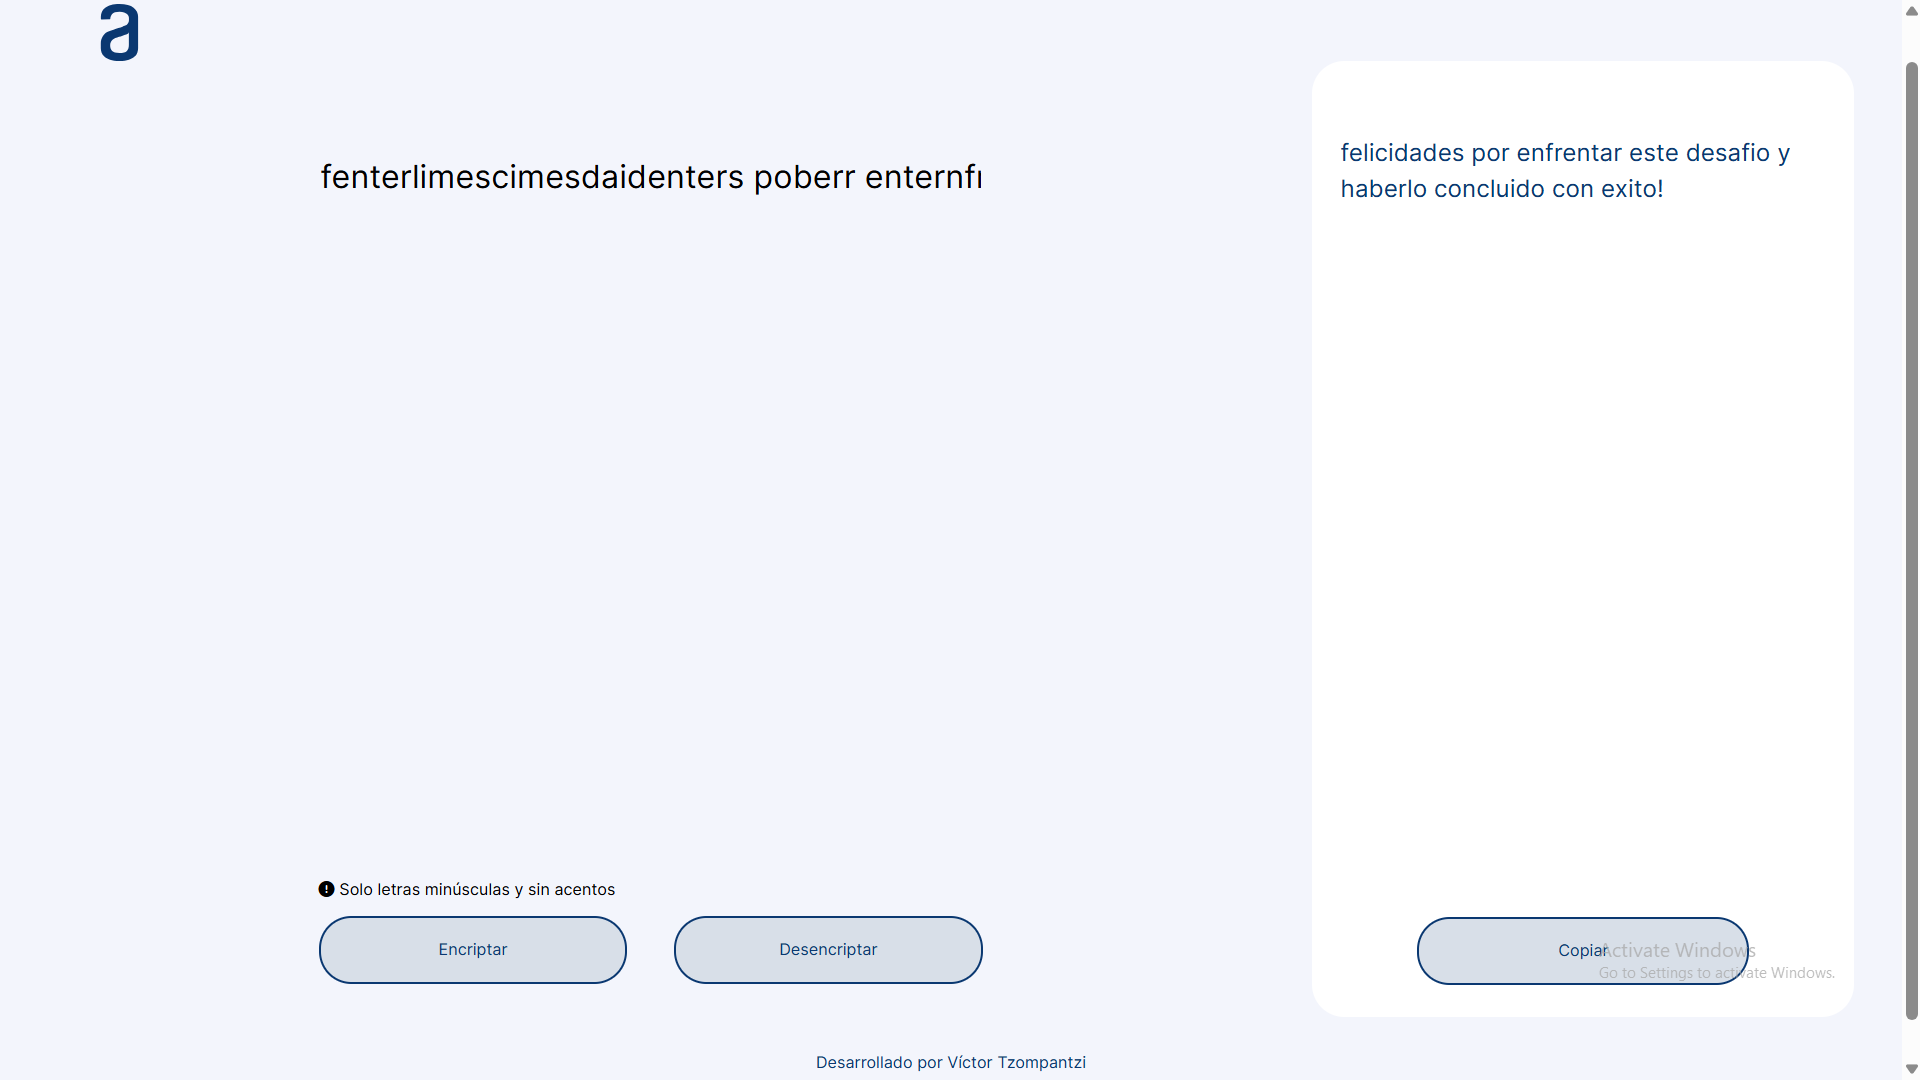 a
fenterlimescimesdaidenters poberr enternfr
felicidades por enfrentar este desafio y
haberlo concluido con exito!
Solo letras minúsculas y sin acentos
Encriptar
Desencriptar
Copiar
Activate Windows
Go to Settings to activate Windows.
Desarrollado por Víctor Tzompantzi